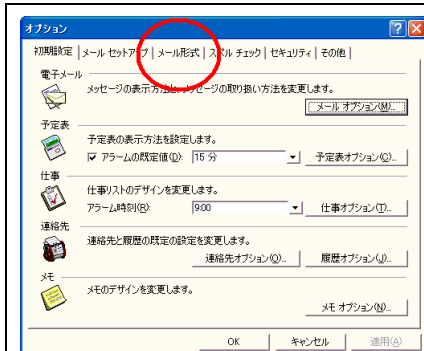 オプション
初期設定 メール セットアップ メール形式 スペル チェック セキュリティ その他
電子メール
メッセージの表示方法と、メッセージの取り扱い方法を変更します。
メール オプション(M)...
予定表
予定表の表示方法を設定します。
アラームの既定値(D): 15 分 予定表オプション(C)...
仕事
仕事リストのデザインを変更します。
アラーム時刻(R): 9:00 仕事オプション(T)...
連絡先
連絡先と履歴の既定の設定を変更します。
連絡先オプション(O)... 履歴オプション(J)...
メモ
メモのデザインを変更します。
メモ オプション(N)...
OK キャンセル 適用(A)